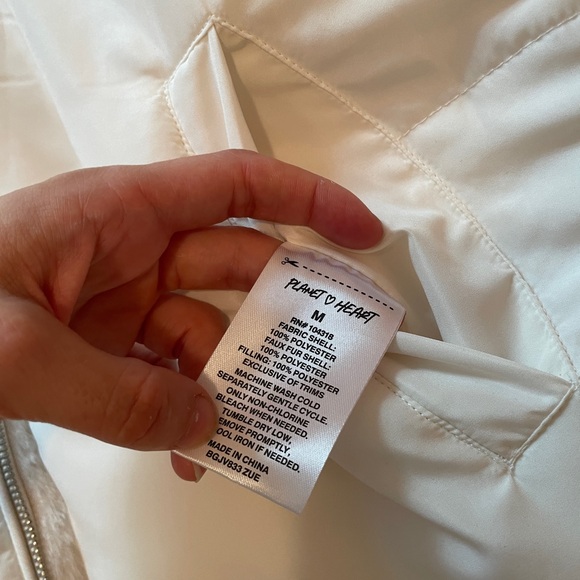 PLANET ♡ HEART
M
RN# 104318
FABRIC SHELL:
100% POLYESTER
FAUX FUR SHELL:
100% POLYESTER
FILLING: 100% POLYESTER
EXCLUSIVE OF TRIMS
MACHINE WASH COLD
SEPARATELY GENTLE CYCLE.
ONLY NON-CHLORINE
BLEACH WHEN NEEDED.
TUMBLE DRY LOW.
REMOVE PROMPTLY.
COOL IRON IF NEEDED.
MADE IN CHINA
BGJV833 ZUE